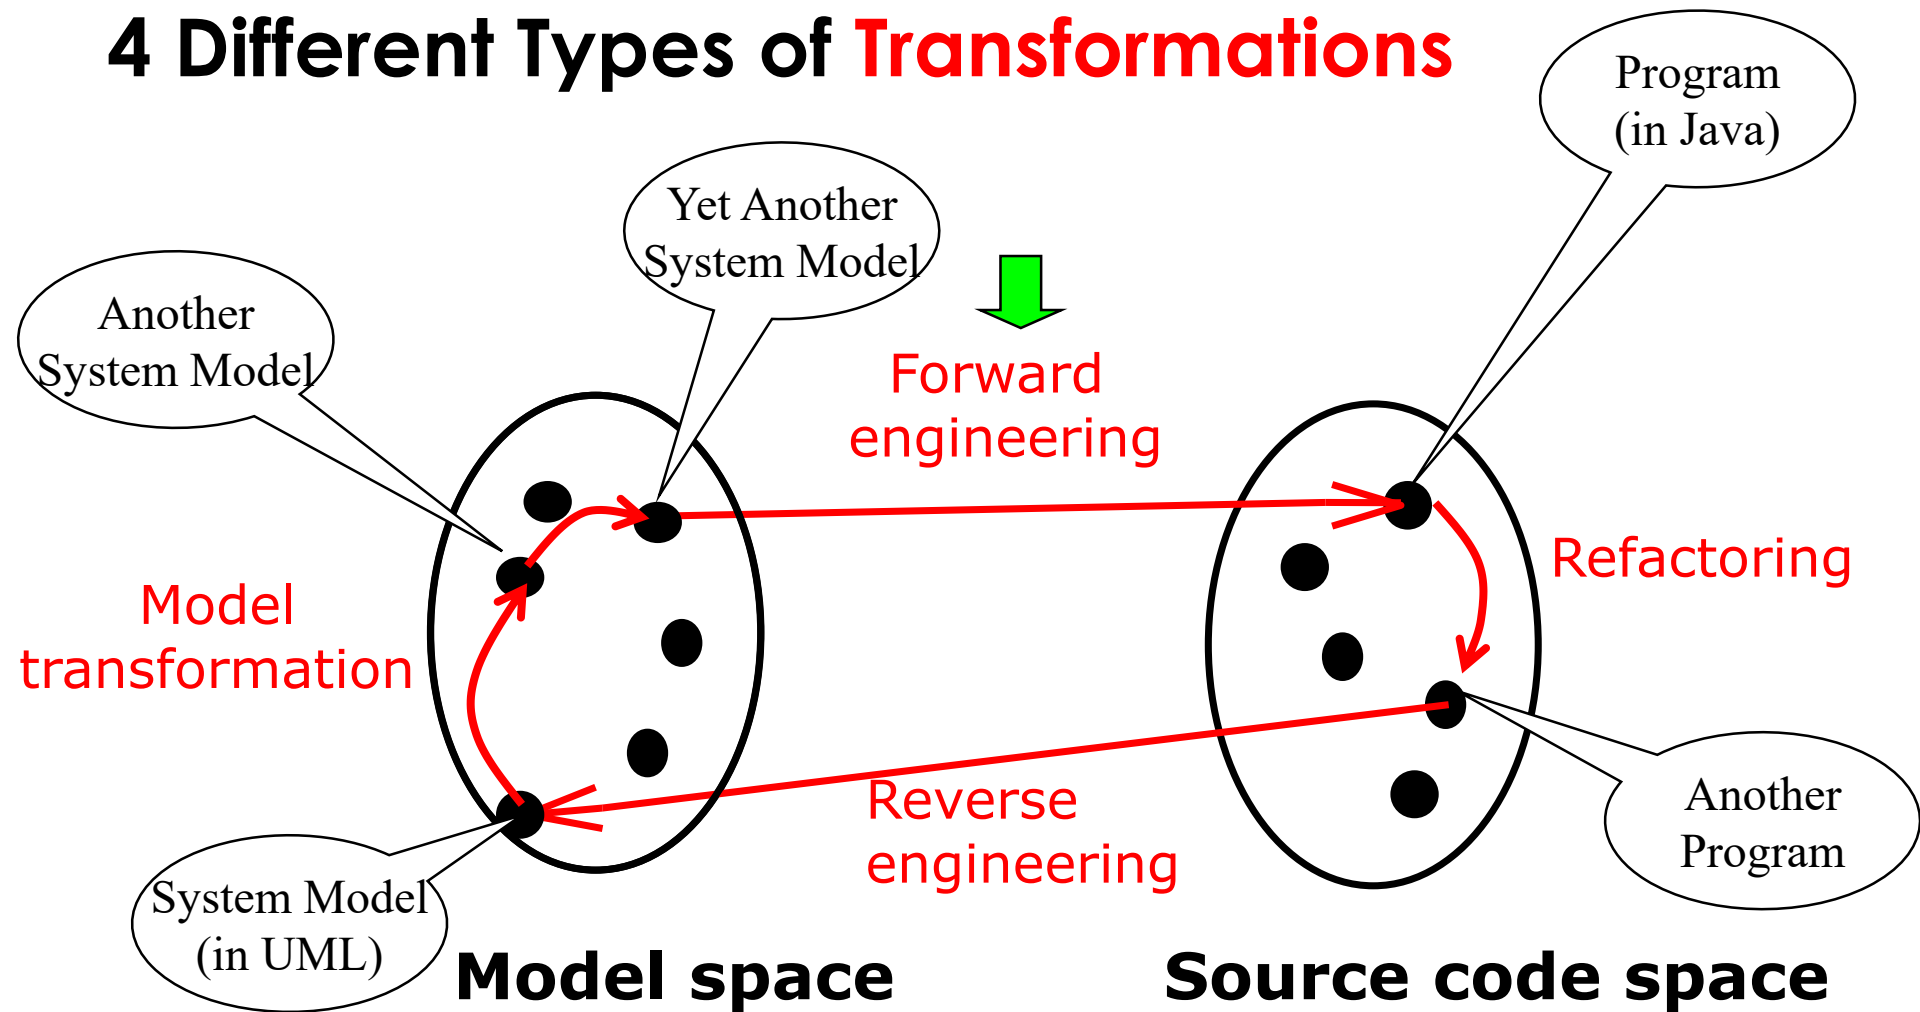 4 Different Types of Transformations
Program
(in Java)
Yet Another
System Model
Another
System Model
Forward
engineering
Refactoring
Model
transformation
Reverse
engineering
Another
Program
System Model
(in UML)
Model space
Source code space